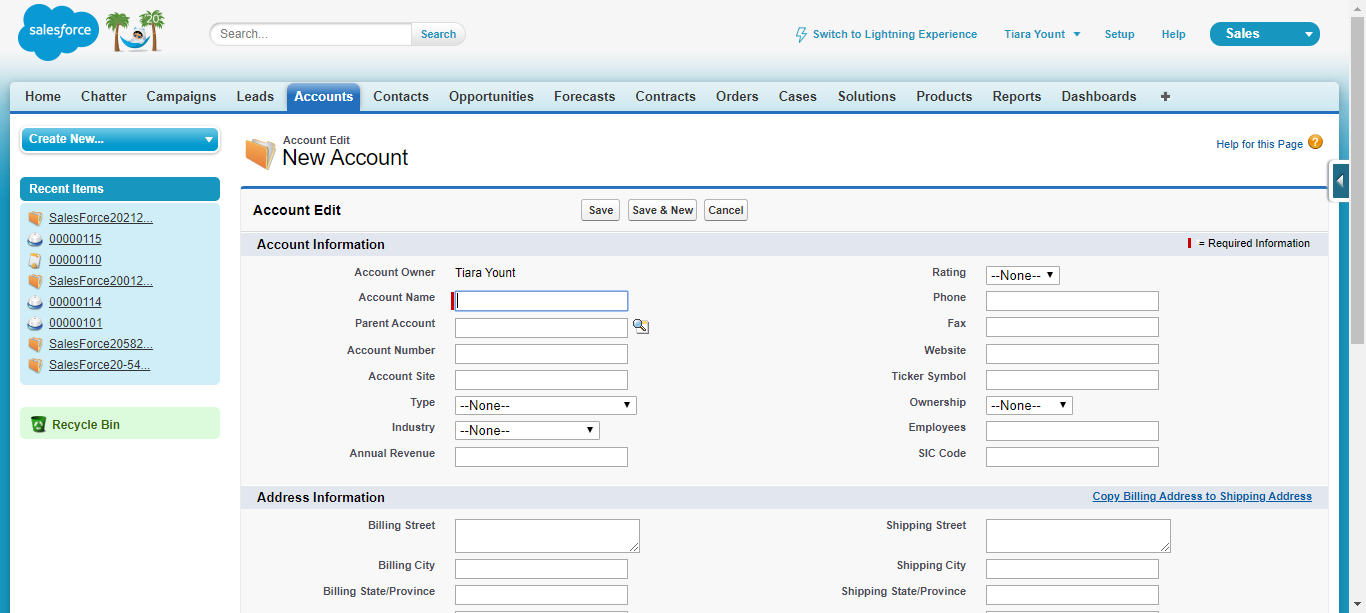 salesforce
20
Search...
Search
Switch to Lightning Experience
Tiara Yount
Setup
Help
Sales
Home Chatter Campaigns Leads Accounts Contacts Opportunities Forecasts Contracts Orders Cases Solutions Products Reports Dashboards +
Create New...
Recent Items
SalesForce20212...
00000115
00000110
SalesForce20012...
00000114
00000101
SalesForce20582...
SalesForce20-54...
Recycle Bin
Account Edit
New Account
Help for this Page ?
Account Edit
Save
Save & New
Cancel
Account Information
= Required Information
Account Owner Tiara Yount
Rating --None--
Account Name
Phone
Parent Account
Fax
Account Number
Website
Account Site
Ticker Symbol
Type --None--
Ownership --None--
Industry --None--
Employees
Annual Revenue
SIC Code
Address Information
Copy Billing Address to Shipping Address
Billing Street
Shipping Street
Billing City
Shipping City
Billing State/Province
Shipping State/Province